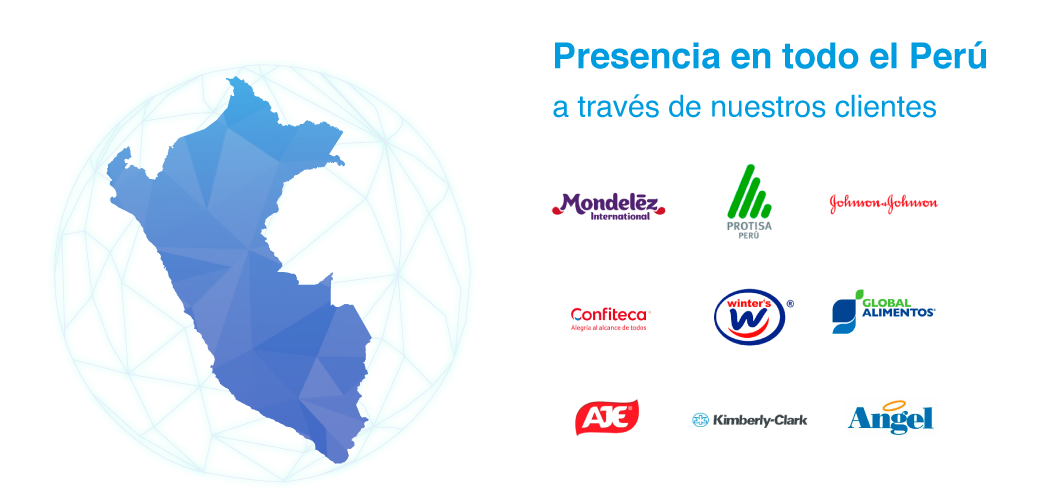 Presencia en todo el Perú
a través de nuestros clientes
Mondelēz
International
PROTISA
PERÚ
Johnson & Johnson
Confiteca
Alegría al alcance de todos
winter's
W
®
GLOBAL
ALIMENTOS®
AJE®
Kimberly-Clark
Angel